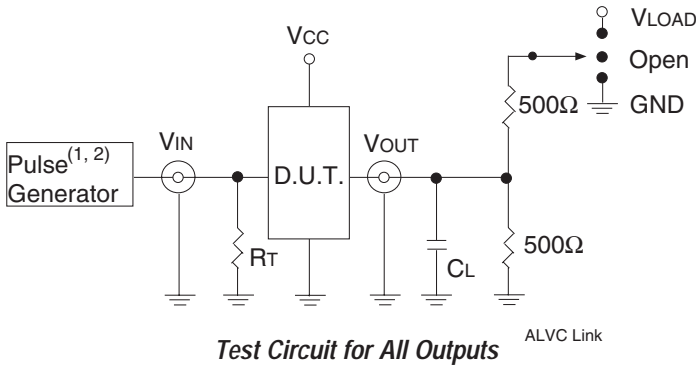 VLOAD
VCC
Open
500Ω
GND
VIN
VOUT
Pulse(1, 2)
Generator
D.U.T.
RT
CL
500Ω
ALVC Link
Test Circuit for All Outputs